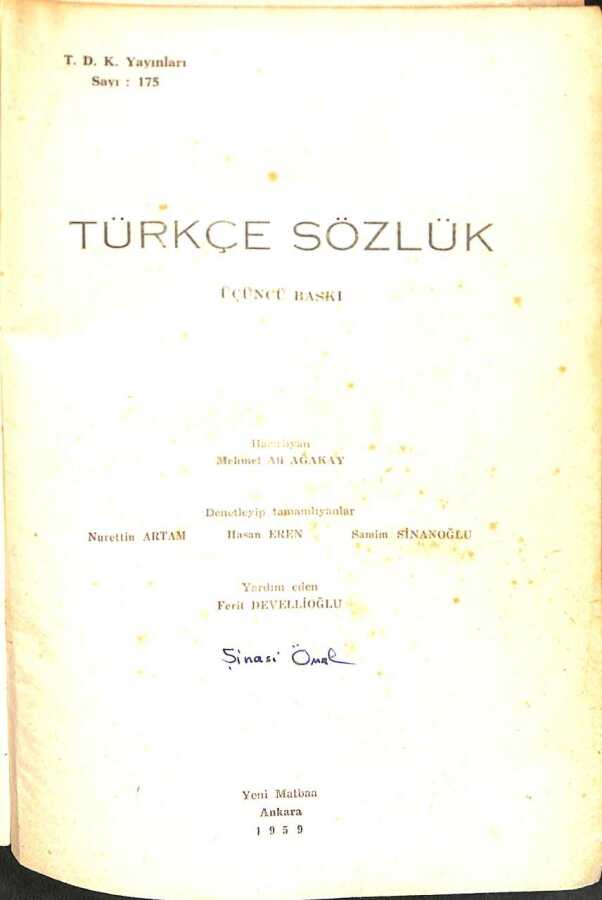 T. D. K. Yayınları
Sayı : 175
TÜRKÇE SÖZLÜK
ÜÇÜNCÜ BASKI
Hazırlıyan
Mehmet Ali AĞAKAY
Denetleyip tamamlıyanlar
Nurettin ARTAM Hasan EREN Samim SİNANOĞLU
Yardım eden
Ferit DEVELLİOĞLU
Şinasi Önal
Yeni Matbaa
Ankara
1959